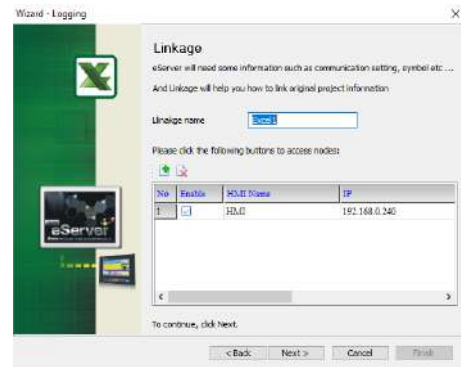 Wizard - Logging
Linkage
eServer will need some information such as communication setting, symbol etc ...
And Linkage will help you how to link original project information
Linakge name
Excel1
Please click the following buttons to access nodes:
No Enable HMI Name IP
1 HMI 192.168.0.240
eServer
To continue, click Next.
< Back Next > Cancel Finish